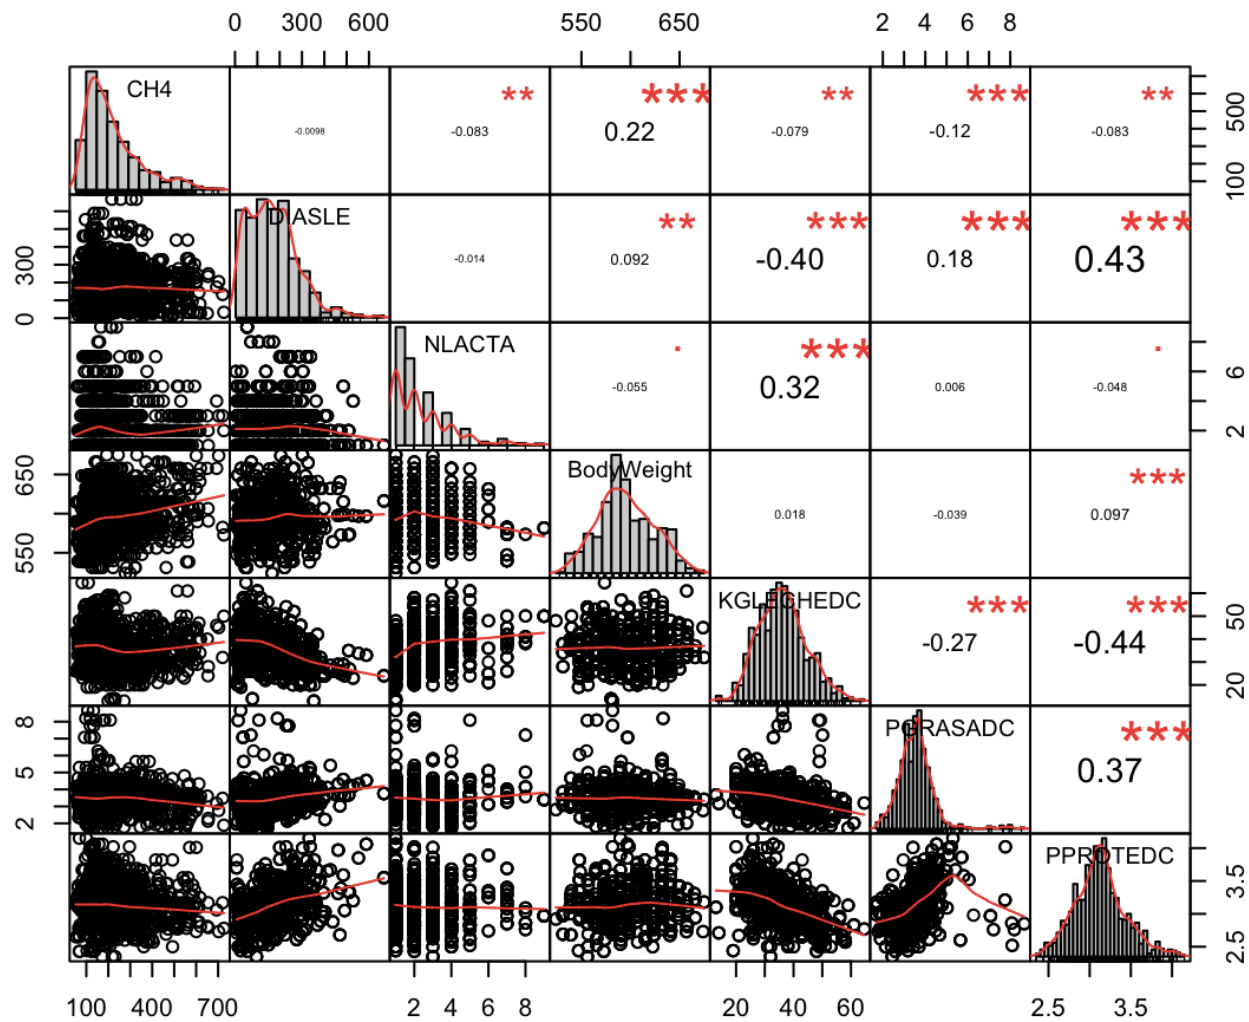 0 300 600 550 650 2 4 6 8
CH4 ** *** ** *** **
-0.0098 -0.083 0.22 -0.079 -0.12 -0.083
100 500
DIASLE ** *** *** ***
-0.014 0.092 -0.40 0.18 0.43
0 300
NLACTA . *** .
-0.055 0.32 0.006 -0.048
2 6
BodyWeight ***
0.018 -0.039 0.097
550 650
KGLECHEDC *** ***
-0.27 -0.44
20 50
PGRASADC ***
0.37
2 5 8
PPROTEDC
2.5 3.5
100 400 700 2 4 6 8 20 40 60 2.5 3.5